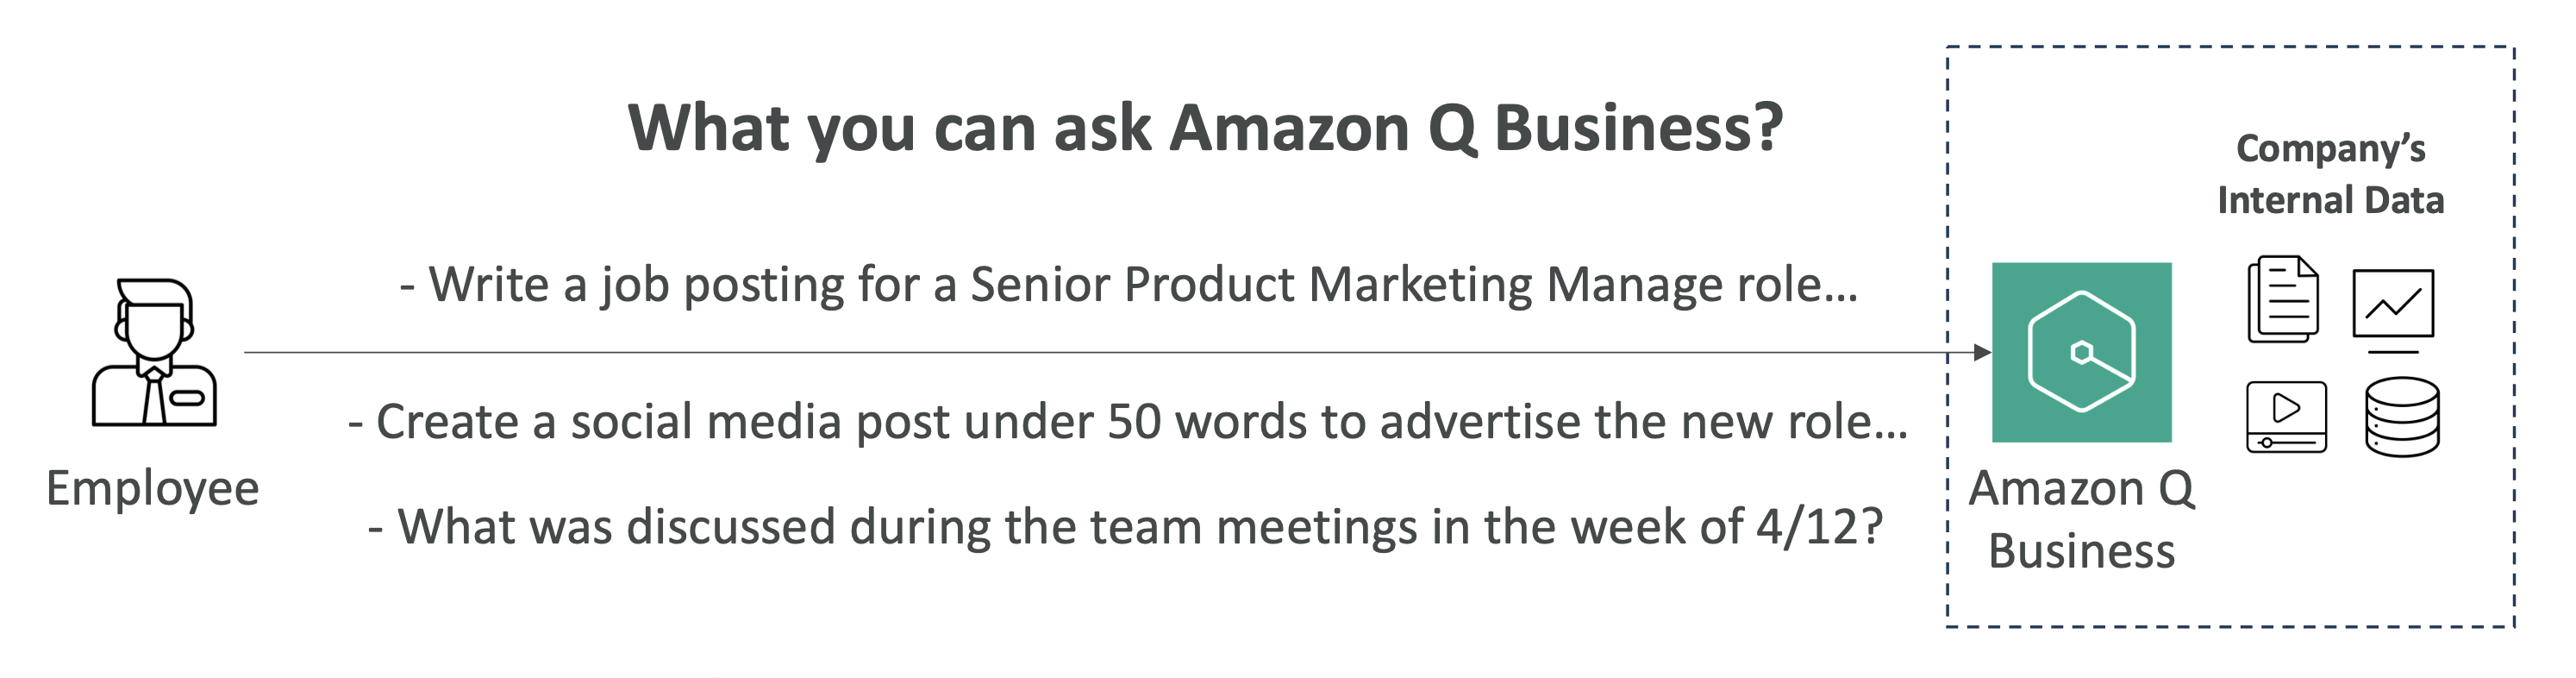 What you can ask Amazon Q Business?
Company’s
Internal Data
- Write a job posting for a Senior Product Marketing Manage role…
- Create a social media post under 50 words to advertise the new role…
- What was discussed during the team meetings in the week of 4/12?
Employee
Amazon Q
Business